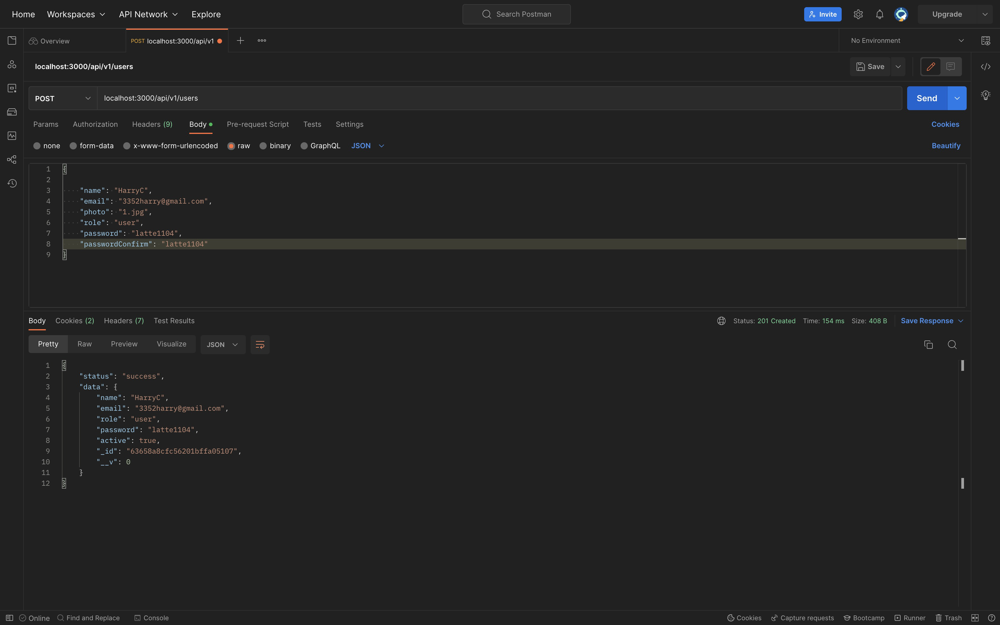 Home Workspaces API Network Explore Search Postman Invite Upgrade
Overview POST localhost:3000/api/v1 No Environment
localhost:3000/api/v1/users Save
POST localhost:3000/api/v1/users Send
Params Authorization Headers (9) Body Pre-request Script Tests Settings Cookies
none form-data x-www-form-urlencoded raw binary GraphQL JSON Beautify
1 {
2
3 "name": "HarryC",
4 "email": "3352harry@gmail.com",
5 "photo": "1.jpg",
6 "role": "user",
7 "password": "latte1104",
8 "passwordConfirm": "latte1104"
9 }
Body Cookies (2) Headers (7) Test Results Status: 201 Created Time: 154 ms Size: 408 B Save Response
Pretty Raw Preview Visualize JSON
1 {
2 "status": "success",
3 "data": {
4 "name": "HarryC",
5 "email": "3352harry@gmail.com",
6 "role": "user",
7 "password": "latte1104",
8 "active": true,
9 "_id": "63658a8cfc56201bffa05107",
10 "__v": 0
11 }
12 }
Online Find and Replace Console Cookies Capture requests Bootcamp Runner Trash